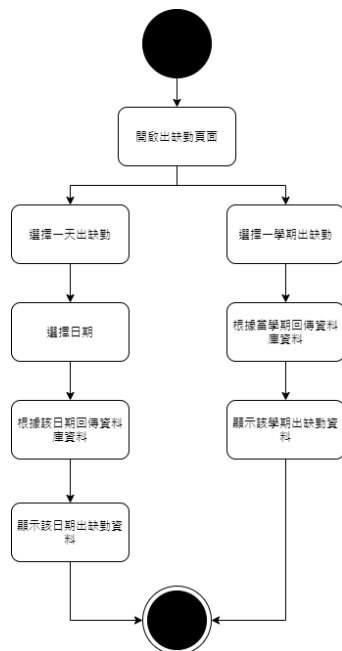 開啟出缺勤頁面
選擇一天出缺勤
選擇一學期出缺勤
選擇日期
根據當學期回傳資料
庫資料
根據該日期回傳資料
庫資料
顯示該學期出缺勤資
料
顯示該日期出缺勤資
料